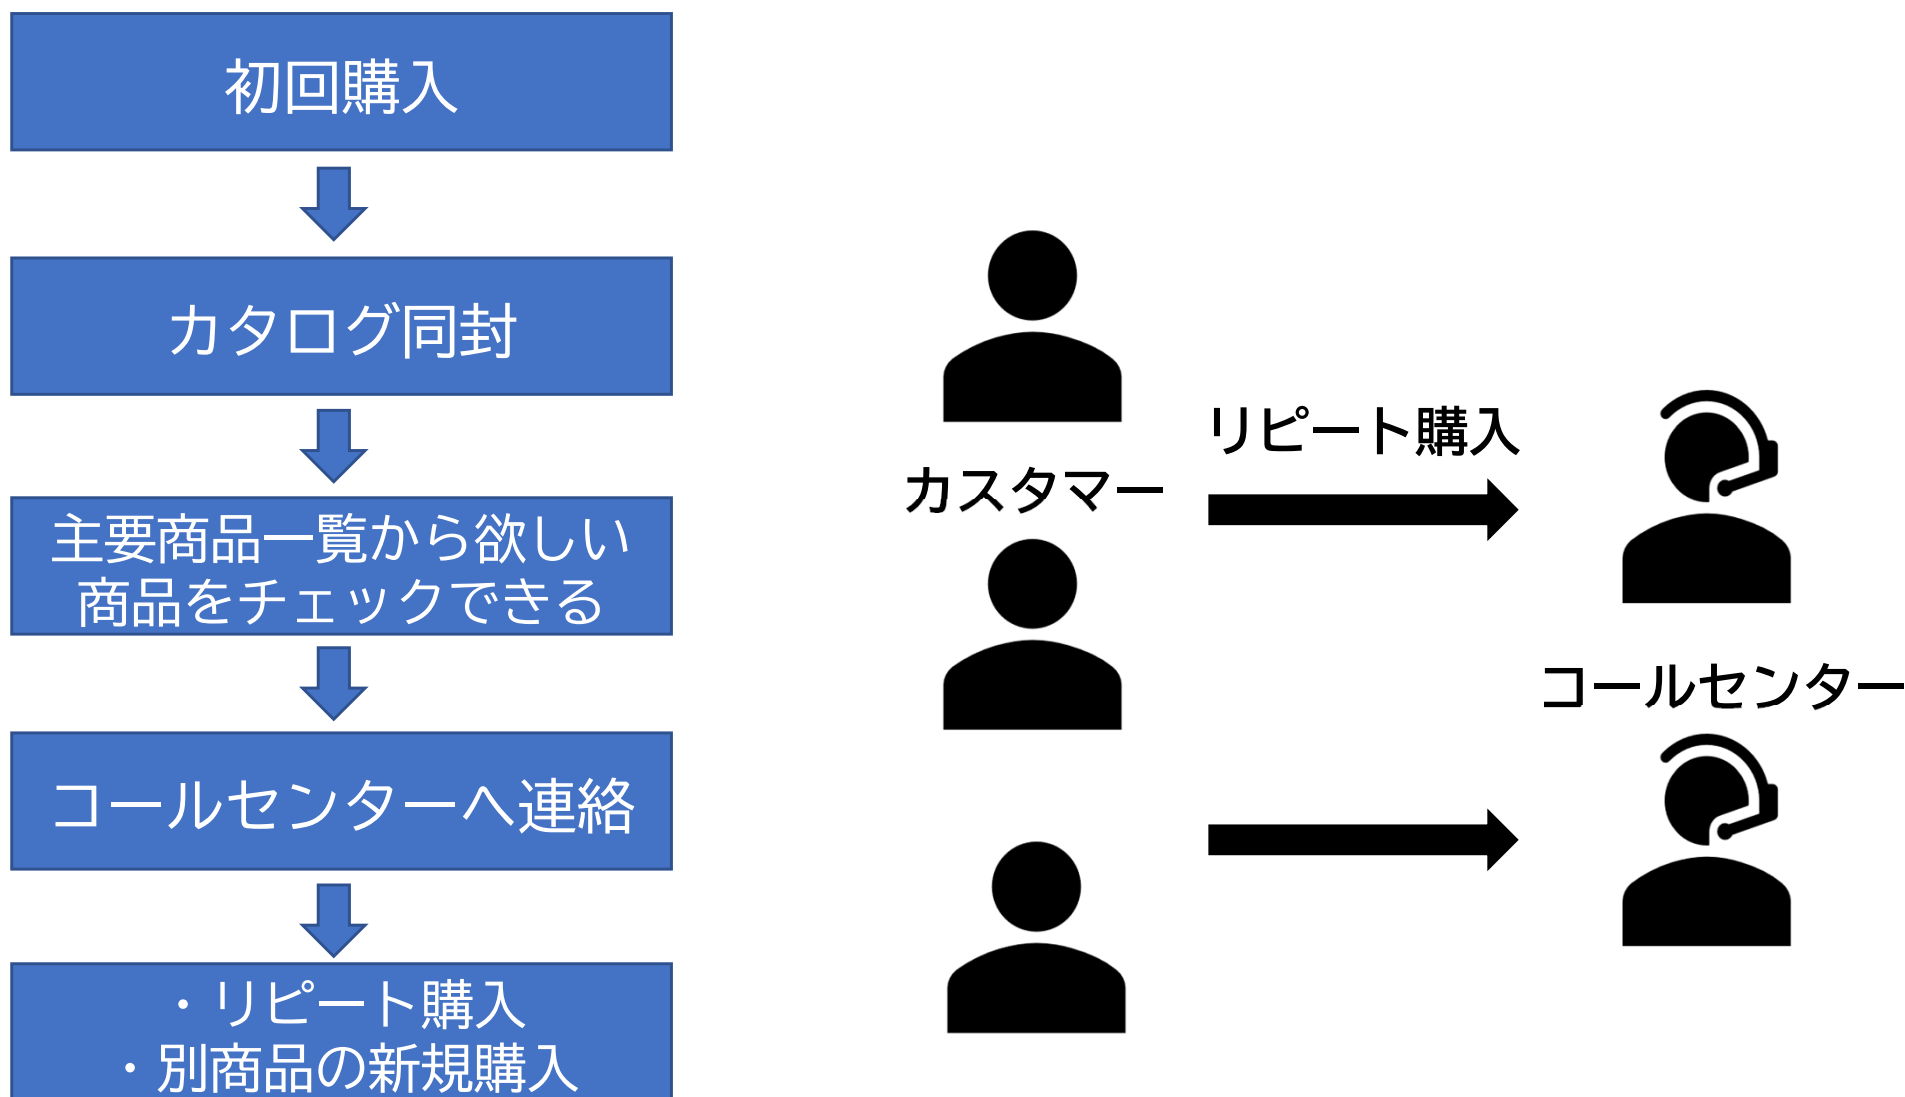 初回購入
カタログ同封
主要商品一覧から欲しい
商品をチェックできる
コールセンターへ連絡
・リピート購入
・別商品の新規購入
カスタマー
リピート購入
コールセンター